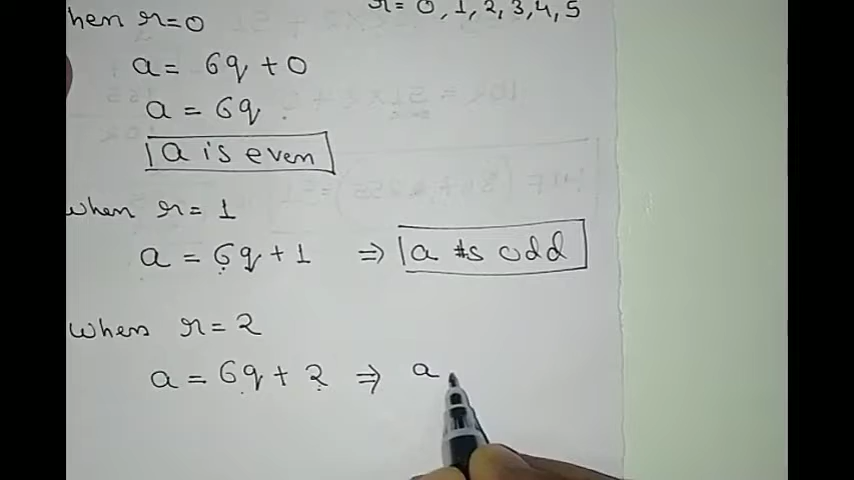 r = 0, 1, 2, 3, 4, 5
hen r=0
a = 6q + 0
a = 6q
a is even
when r = 1
a = 6q + 1 ⇒ a is odd
when r = 2
a = 6q + 2 ⇒ a